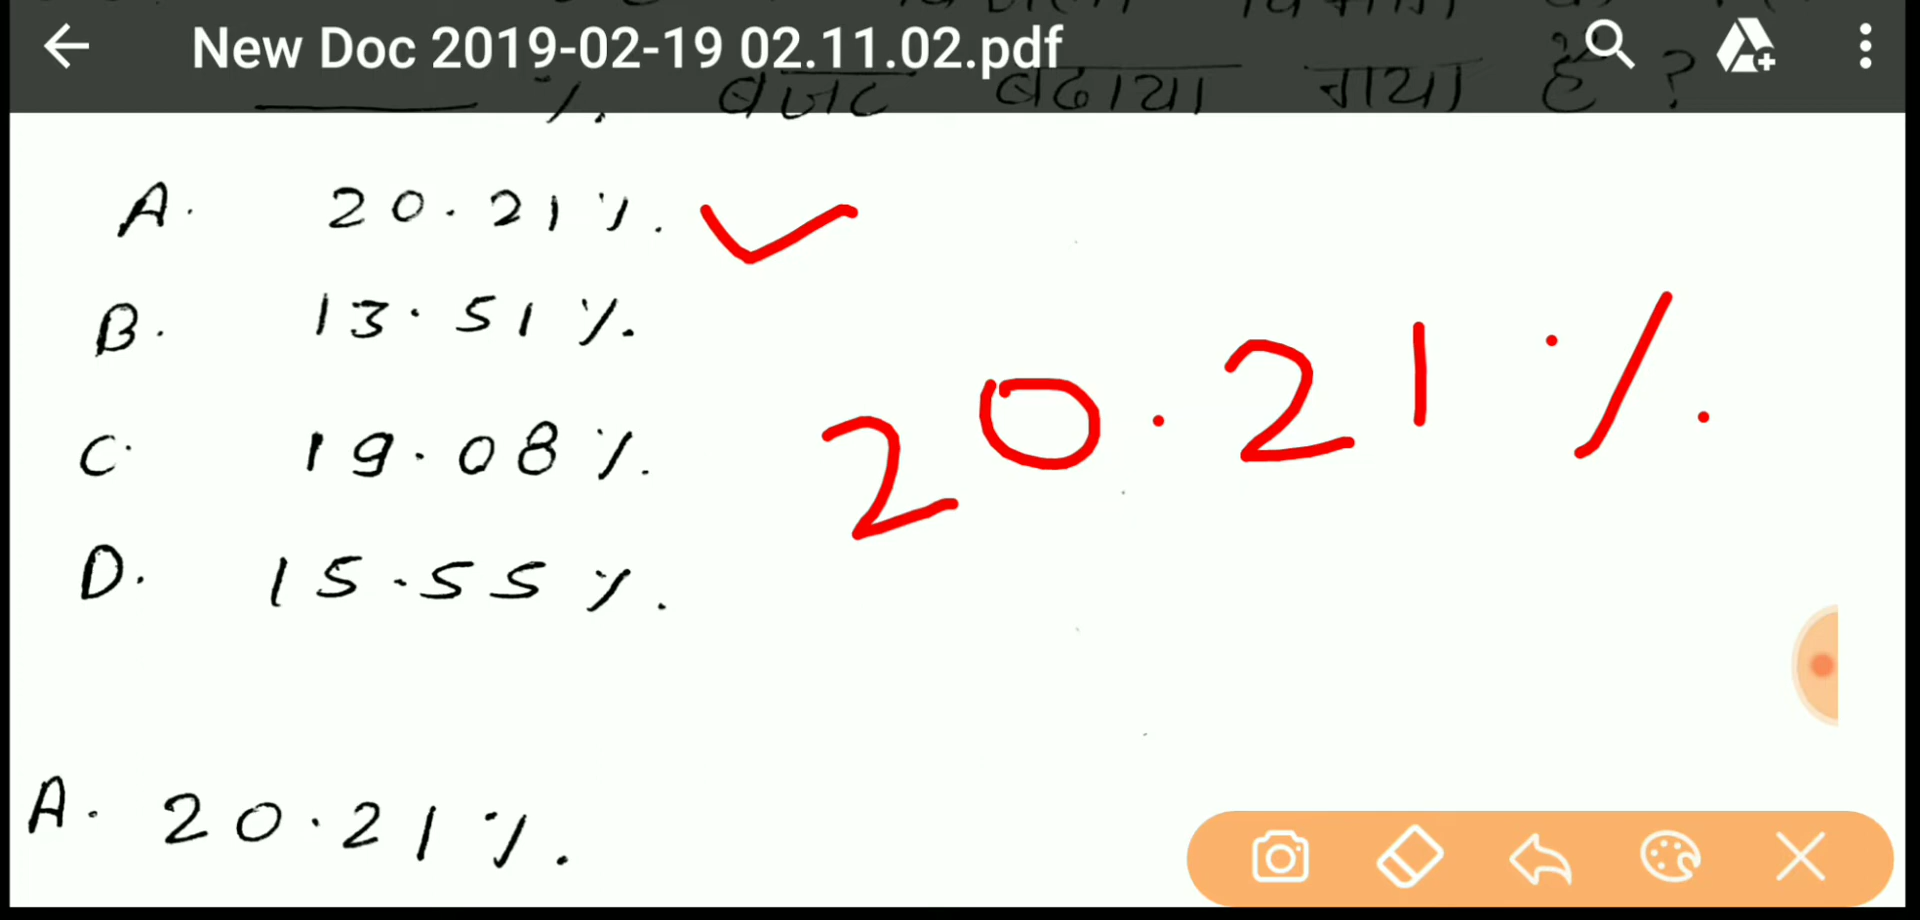 New Doc 2019-02-19 02.11.02.pdf
% बजट बढाया गया है ?
A. 20.21%
B. 13.51%
C. 19.08%
D. 15.55%
20.21%
A. 20.21%